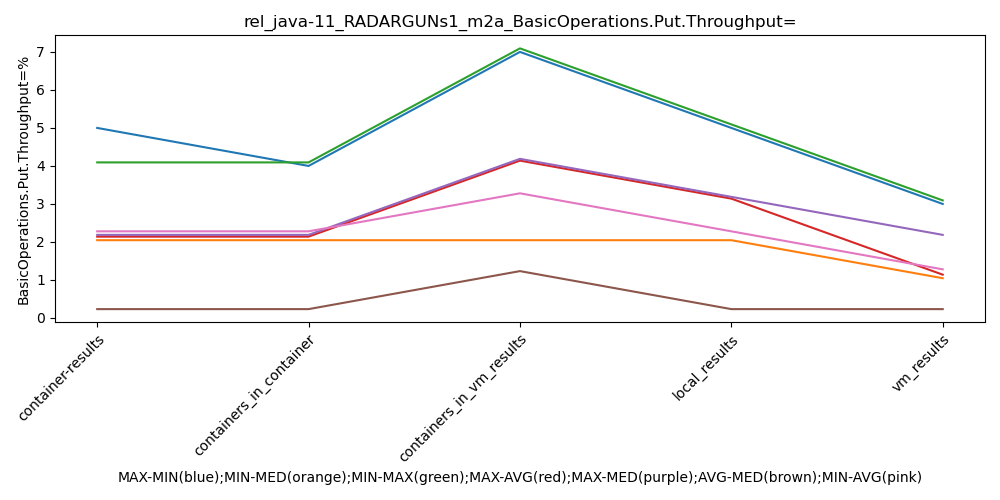 rel_java-11_RADARGUNs1_m2a_BasicOperations.Put.Throughput=
BasicOperations.Put.Throughput=%
7
6
5
4
3
2
1
0
container-results
containers_in_container
containers_in_vm_results
local_results
vm_results
MAX-MIN(blue);MIN-MED(orange);MIN-MAX(green);MAX-AVG(red);MAX-MED(purple);AVG-MED(brown);MIN-AVG(pink)